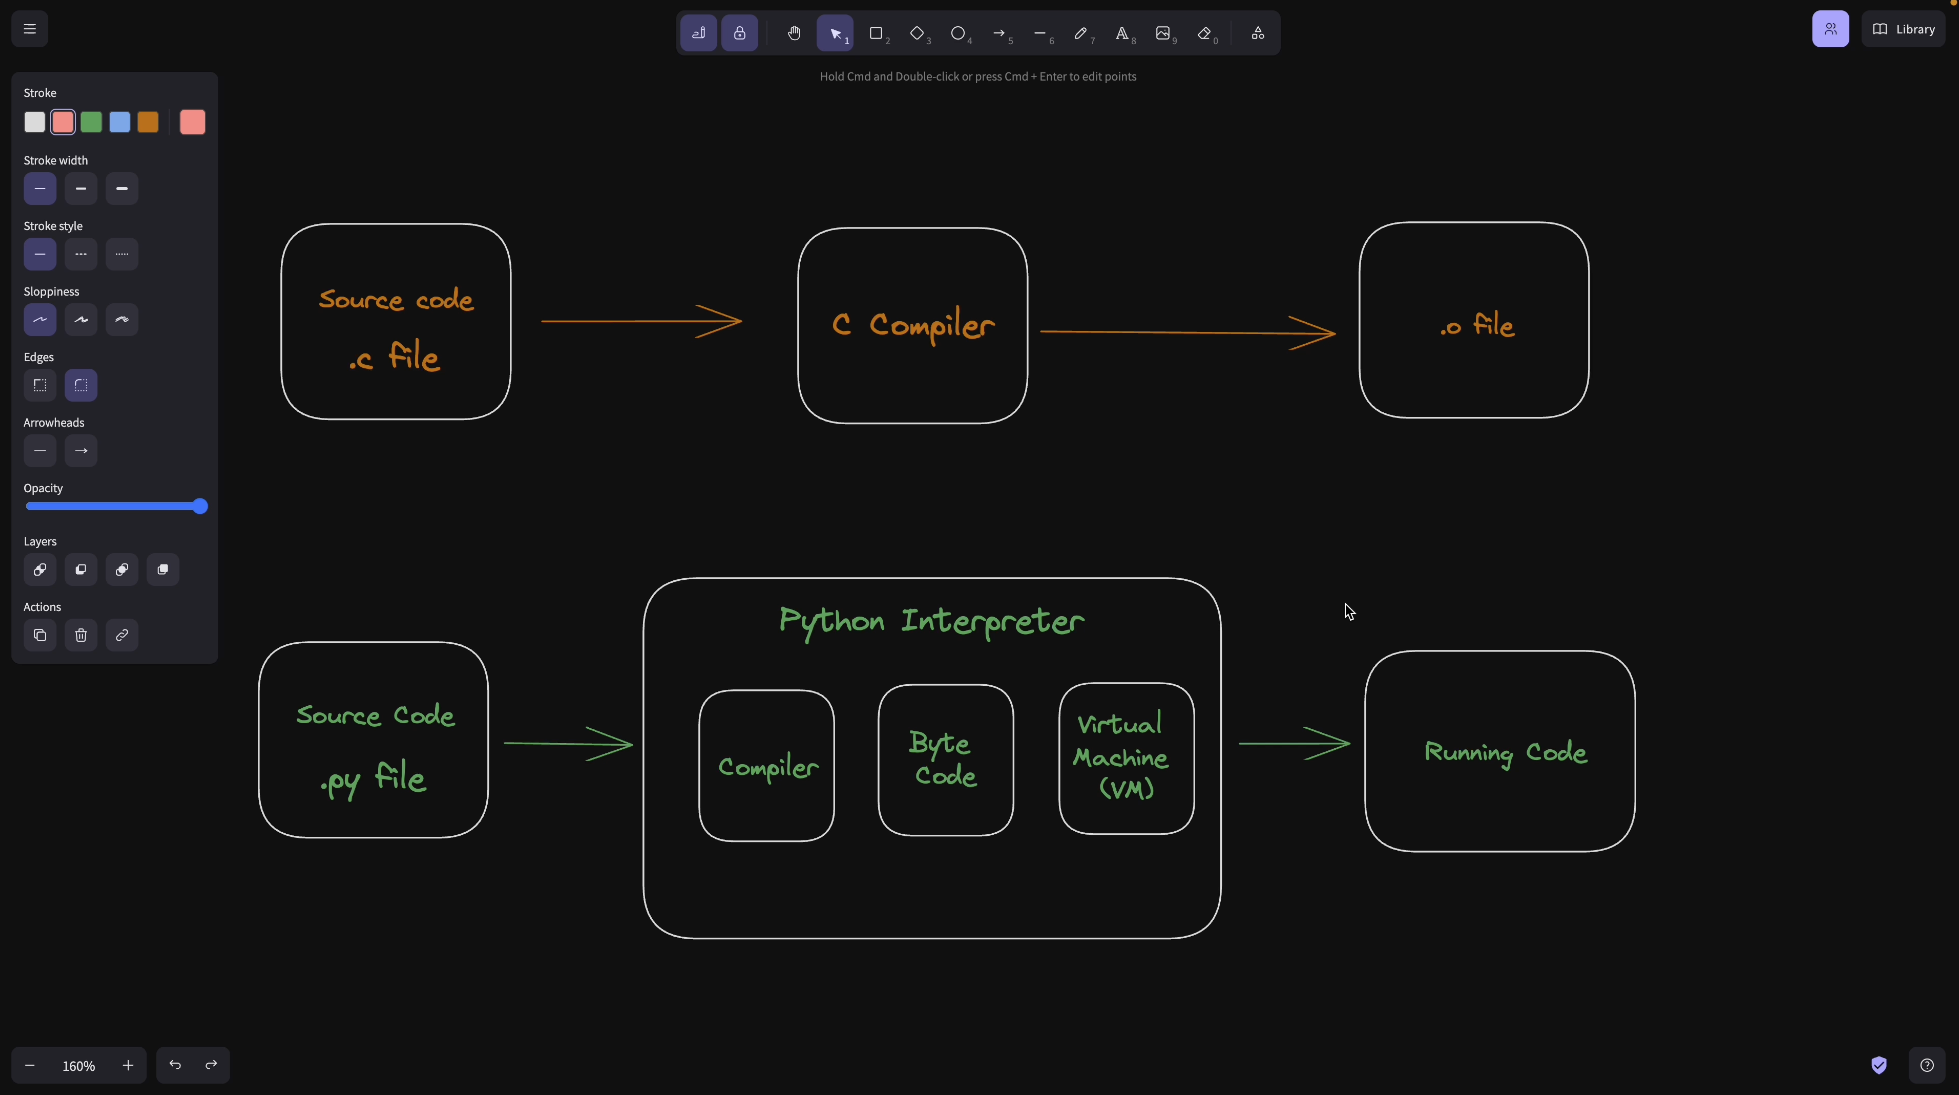 Library
1
2
3
4
5
6
7
8
9
0
Hold Cmd and Double-click or press Cmd + Enter to edit points
Stroke
Stroke width
Stroke style
Sloppiness
Edges
Arrowheads
Opacity
Layers
Actions
Source code
.c file
C Compiler
.o file
Python Interpreter
Source Code
.py file
Compiler
Byte
Code
Virtual
Machine
(VM)
Running Code
160%